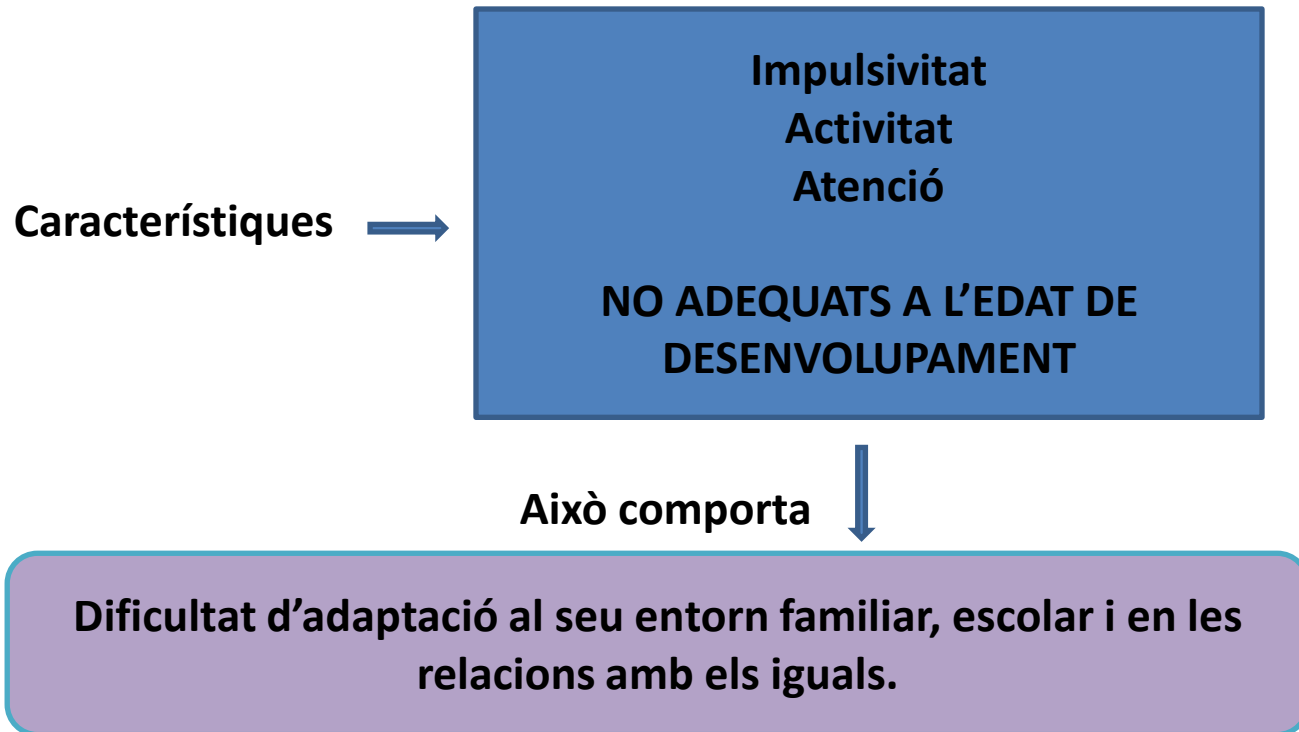 Impulsivitat
Activitat
Atenció
Característiques
NO ADEQUATS A L’EDAT DE
DESENVOLUPAMENT
Això comporta
Dificultat d’adaptació al seu entorn familiar, escolar i en les
relacions amb els iguals.